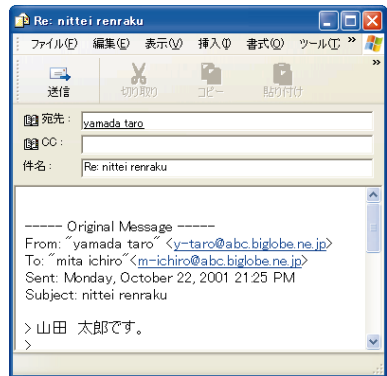 Re: nittei renraku
ファイル(F) 編集(E) 表示(V) 挿入(I) 書式(O) ツール(T) »
送信 切り取り コピー 貼り付け »
宛先: yamada taro
CC:
件名: Re: nittei renraku
----- Original Message -----
From: "yamada taro" <y-taro@abc.biglobe.ne.jp>
To: "mita ichiro"<m-ichiro@abc.biglobe.ne.jp>
Sent: Monday, October 22, 2001 21:25 PM
Subject: nittei renraku
>山田 太郎です。
>